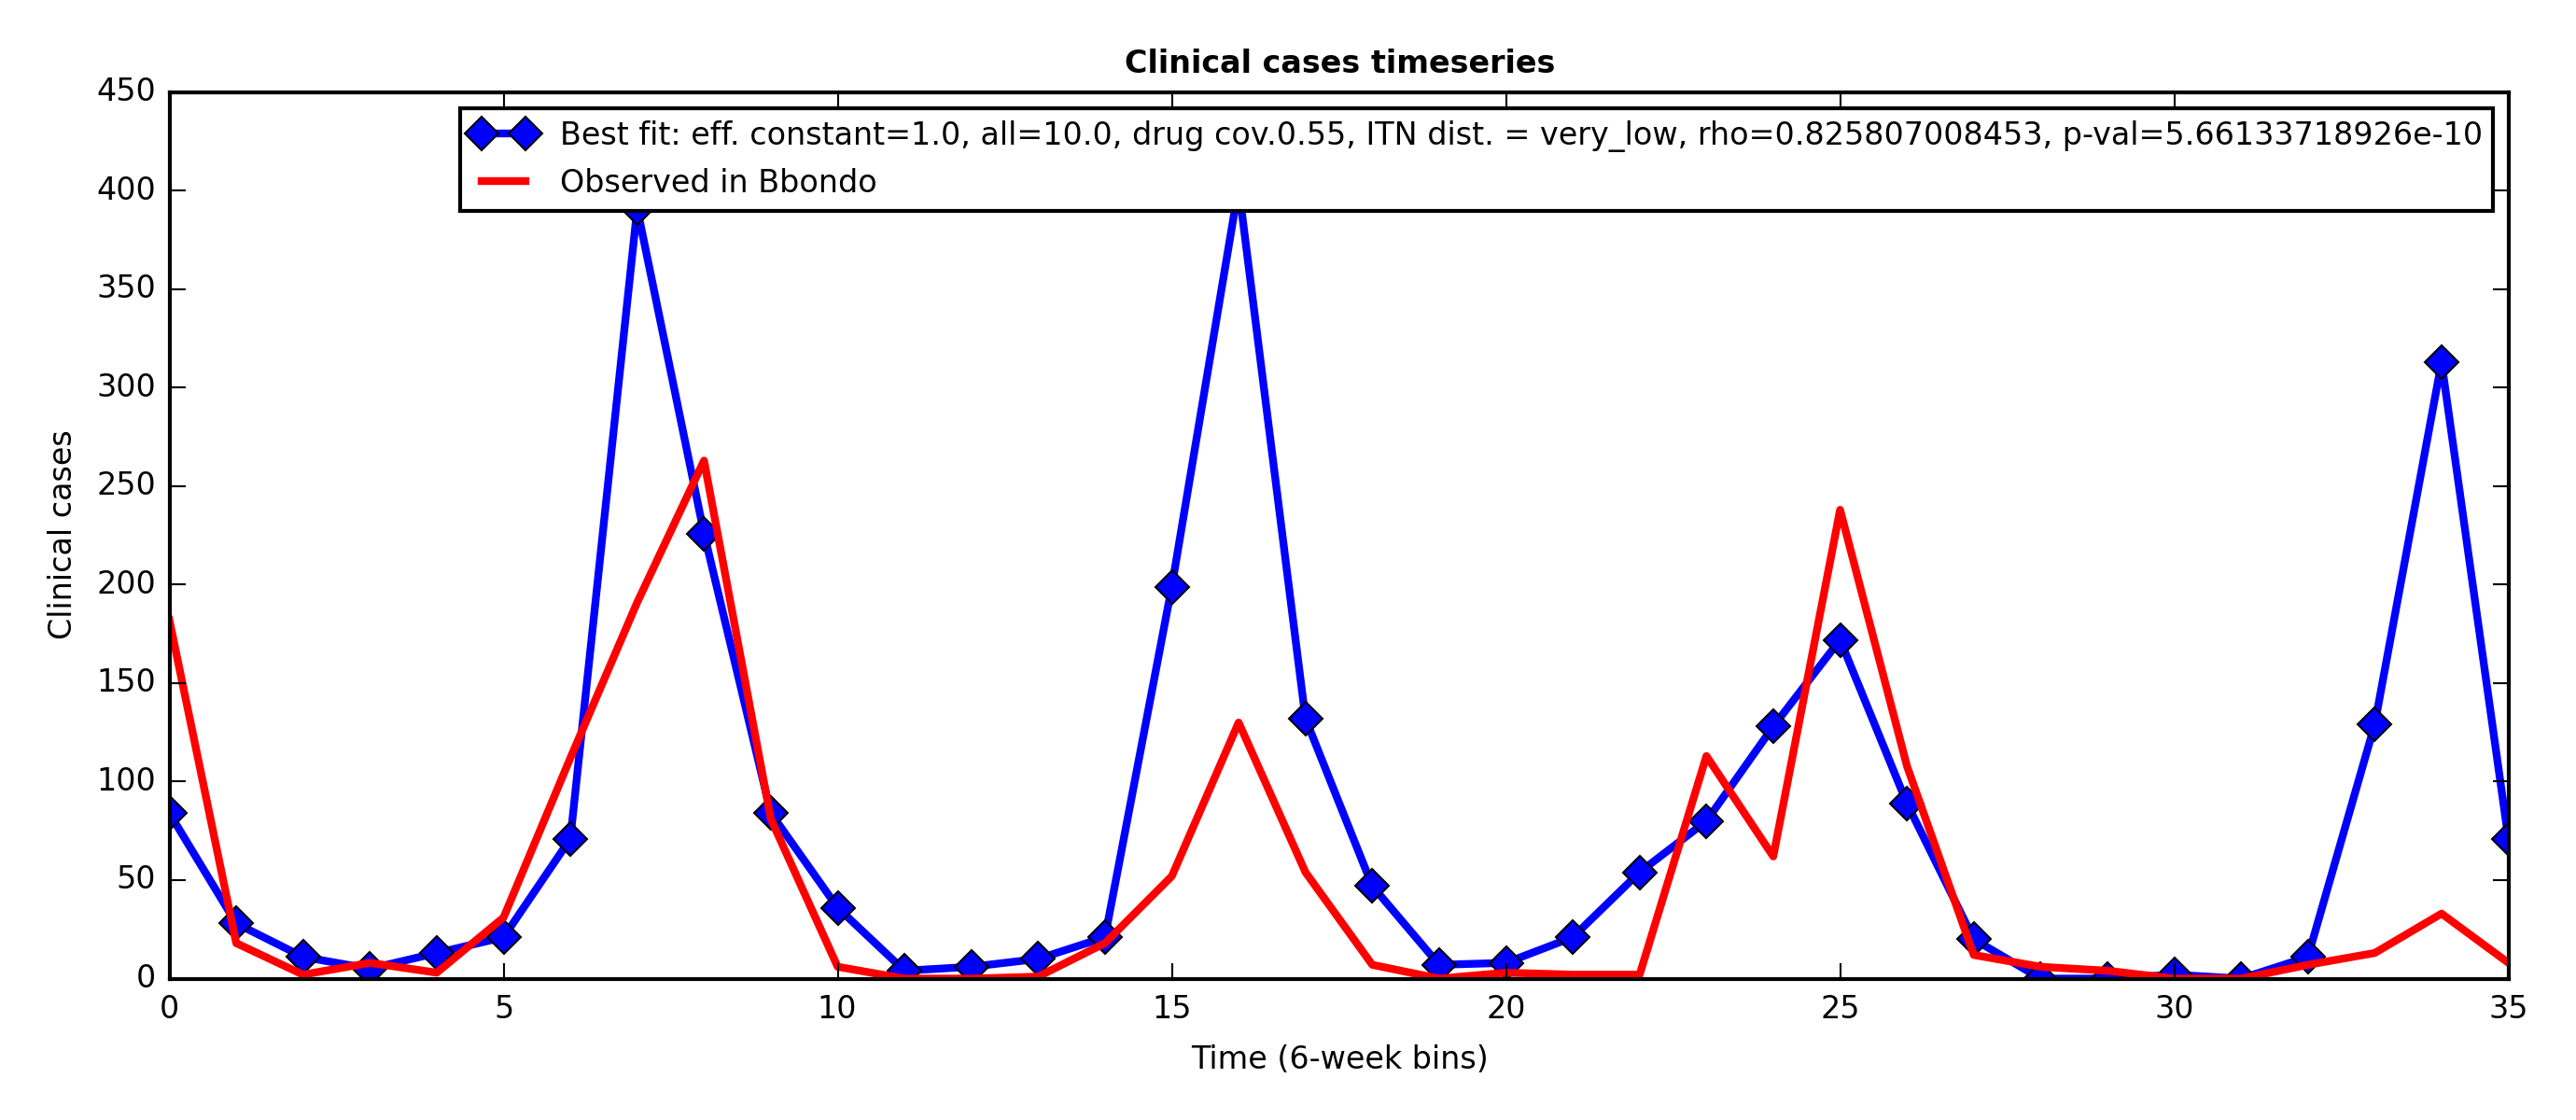 Clinical cases timeseries
450
400
350
300
250
200
150
100
50
0
Clinical cases
Best fit: eff. constant=1.0, all=10.0, drug cov.0.55, ITN dist. = very_low, rho=0.825807008453, p-val=5.66133718926e-10
Observed in Bbondo
0 5 10 15 20 25 30 35
Time (6-week bins)